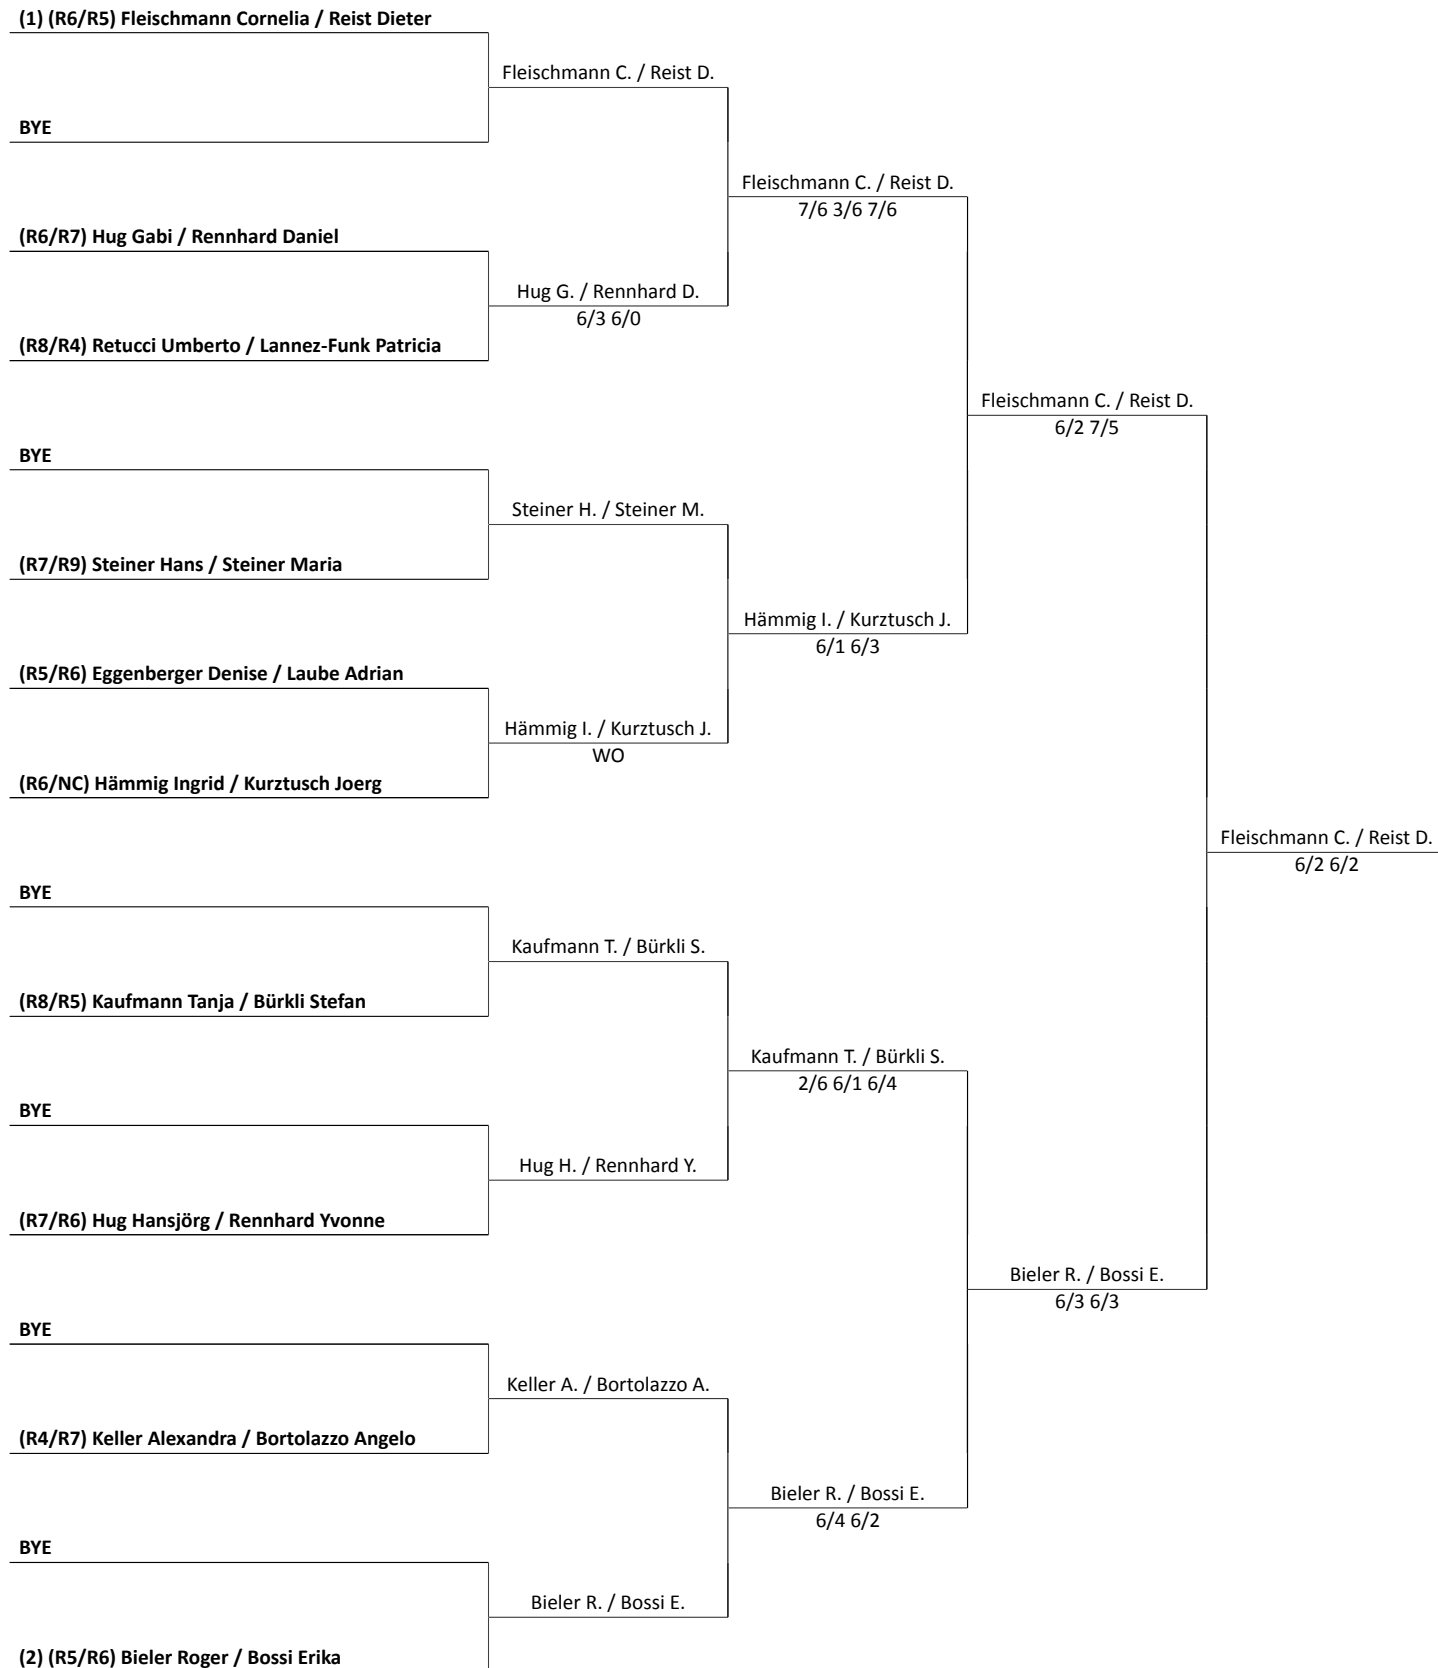 (1) (R6/R5) Fleischmann Cornelia / Reist Dieter
Fleischmann C. / Reist D.
BYE
Fleischmann C. / Reist D.
7/6 3/6 7/6
(R6/R7) Hug Gabi / Rennhard Daniel
Hug G. / Rennhard D.
6/3 6/0
(R8/R4) Retucci Umberto / Lannez-Funk Patricia
Fleischmann C. / Reist D.
6/2 7/5
BYE
Steiner H. / Steiner M.
(R7/R9) Steiner Hans / Steiner Maria
Hämmig I. / Kurztusch J.
6/1 6/3
(R5/R6) Eggenberger Denise / Laube Adrian
Hämmig I. / Kurztusch J.
WO
(R6/NC) Hämmig Ingrid / Kurztusch Joerg
Fleischmann C. / Reist D.
6/2 6/2
BYE
Kaufmann T. / Bürkli S.
(R8/R5) Kaufmann Tanja / Bürkli Stefan
Kaufmann T. / Bürkli S.
2/6 6/1 6/4
BYE
Hug H. / Rennhard Y.
(R7/R6) Hug Hansjörg / Rennhard Yvonne
Bieler R. / Bossi E.
6/3 6/3
BYE
Keller A. / Bortolazzo A.
(R4/R7) Keller Alexandra / Bortolazzo Angelo
Bieler R. / Bossi E.
6/4 6/2
BYE
Bieler R. / Bossi E.
(2) (R5/R6) Bieler Roger / Bossi Erika